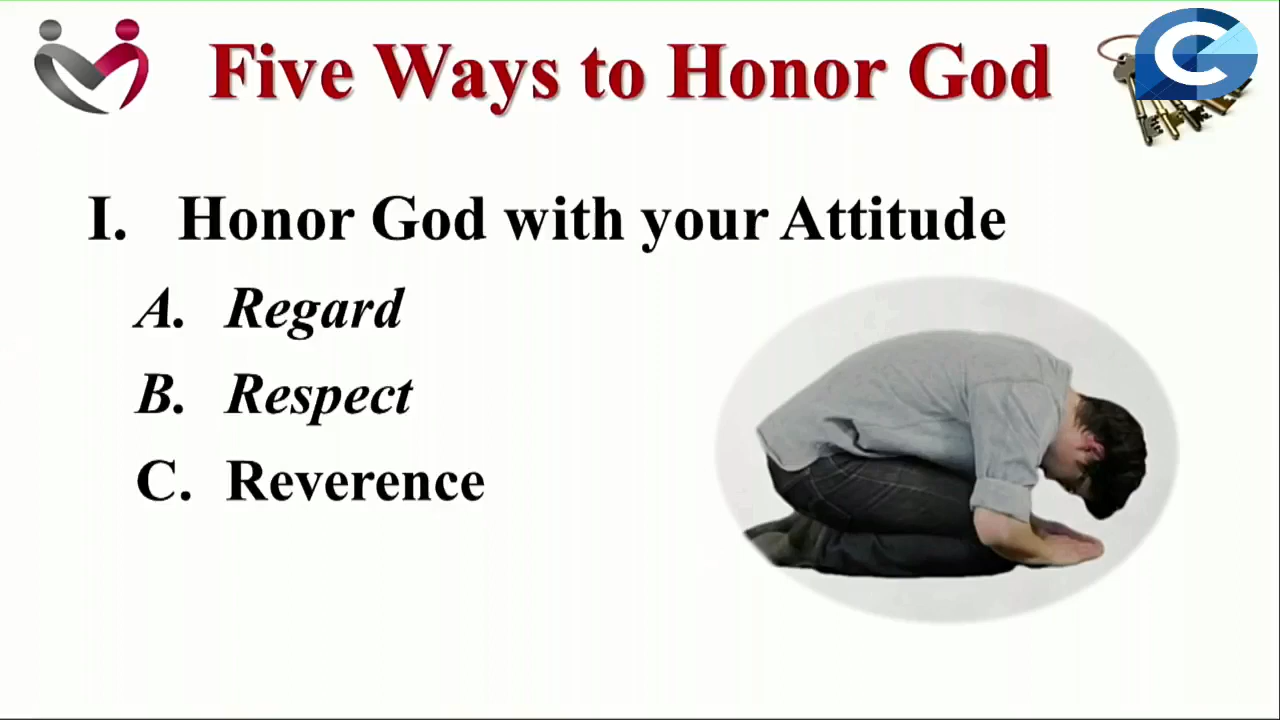 Five Ways to Honor God
I. Honor God with your Attitude
A. Regard
B. Respect
C. Reverence